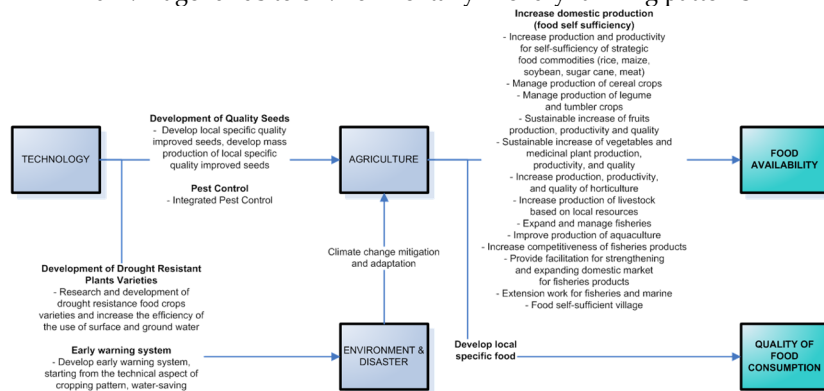 Increase domestic production
(food self sufficiency)
- Increase production and productivity
for self-sufficiency of strategic
food commodities (rice, maize,
soybean, sugar cane, meat)
- Manage production of cereal crops
- Manage production of legume
and tumbler crops
- Sustainable increase of fruits
production, productivity and quality
- Sustainable increase of vegetables and
medicinal plant production,
productivity, and quality
- Increase production, productivity,
and quality of horticulture
- Increase production of livestock
based on local resources
- Expand and manage fisheries
- Improve production of aquaculture
- Increase competitiveness of fisheries products
- Provide facilitation for strengthening
and expanding domestic market
for fisheries products
- Extension work for fisheries and marine
- Food self-sufficient village
Development of Quality Seeds
- Develop local specific quality
improved seeds, develop mass
production of local specific
quality improved seeds
Pest Control
- Integrated Pest Control
TECHNOLOGY
AGRICULTURE
FOOD
AVAILABILITY
Climate change mitigation
and adaptation
Development of Drought Resistant
Plants Varieties
- Research and development of
drought resistance food crops
varieties and increase the efficiency of
the use of surface and ground water
Early warning system
- Develop early warning system,
starting from the technical aspect of
cropping pattern, water-saving
ENVIRONMENT &
DISASTER
Develop local
specific food
QUALITY OF
FOOD
CONSUMPTION